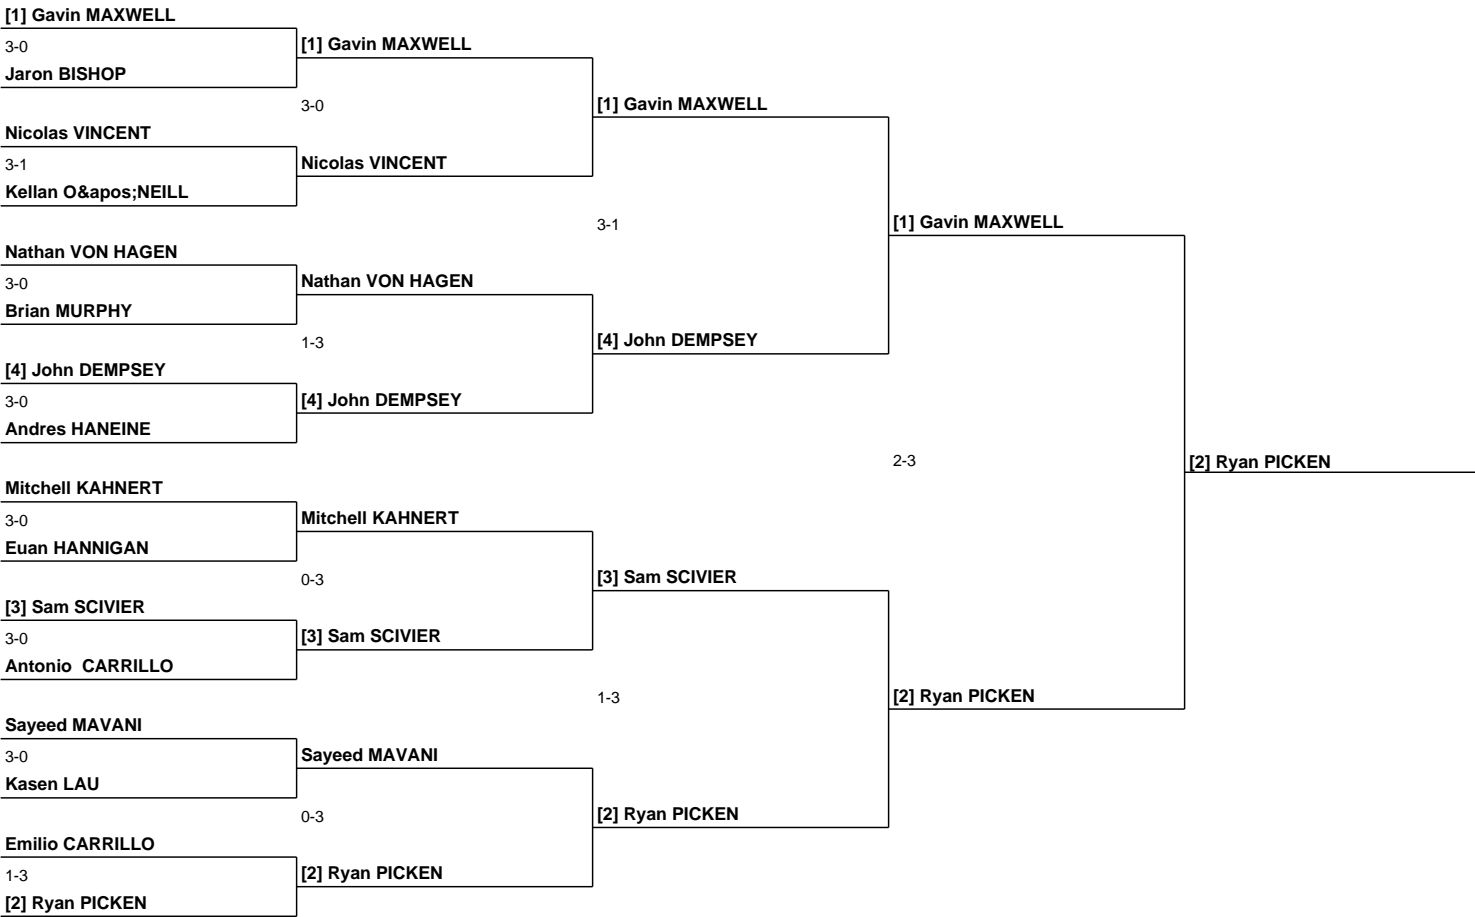 [1] Gavin MAXWELL
3-0
Jaron BISHOP
Nicolas VINCENT
3-1
Kellan O&apos;NEILL
Nathan VON HAGEN
3-0
Brian MURPHY
[4] John DEMPSEY
3-0
Andres HANEINE
Mitchell KAHNERT
3-0
Euan HANNIGAN
[3] Sam SCIVIER
3-0
Antonio  CARRILLO
Sayeed MAVANI
3-0
Kasen LAU
Emilio CARRILLO
1-3
[2] Ryan PICKEN
[1] Gavin MAXWELL
3-0
Nicolas VINCENT
Nathan VON HAGEN
1-3
[4] John DEMPSEY
Mitchell KAHNERT
0-3
[3] Sam SCIVIER
Sayeed MAVANI
0-3
[2] Ryan PICKEN
[1] Gavin MAXWELL
3-1
[4] John DEMPSEY
[3] Sam SCIVIER
1-3
[2] Ryan PICKEN
[1] Gavin MAXWELL
2-3
[2] Ryan PICKEN
[2] Ryan PICKEN